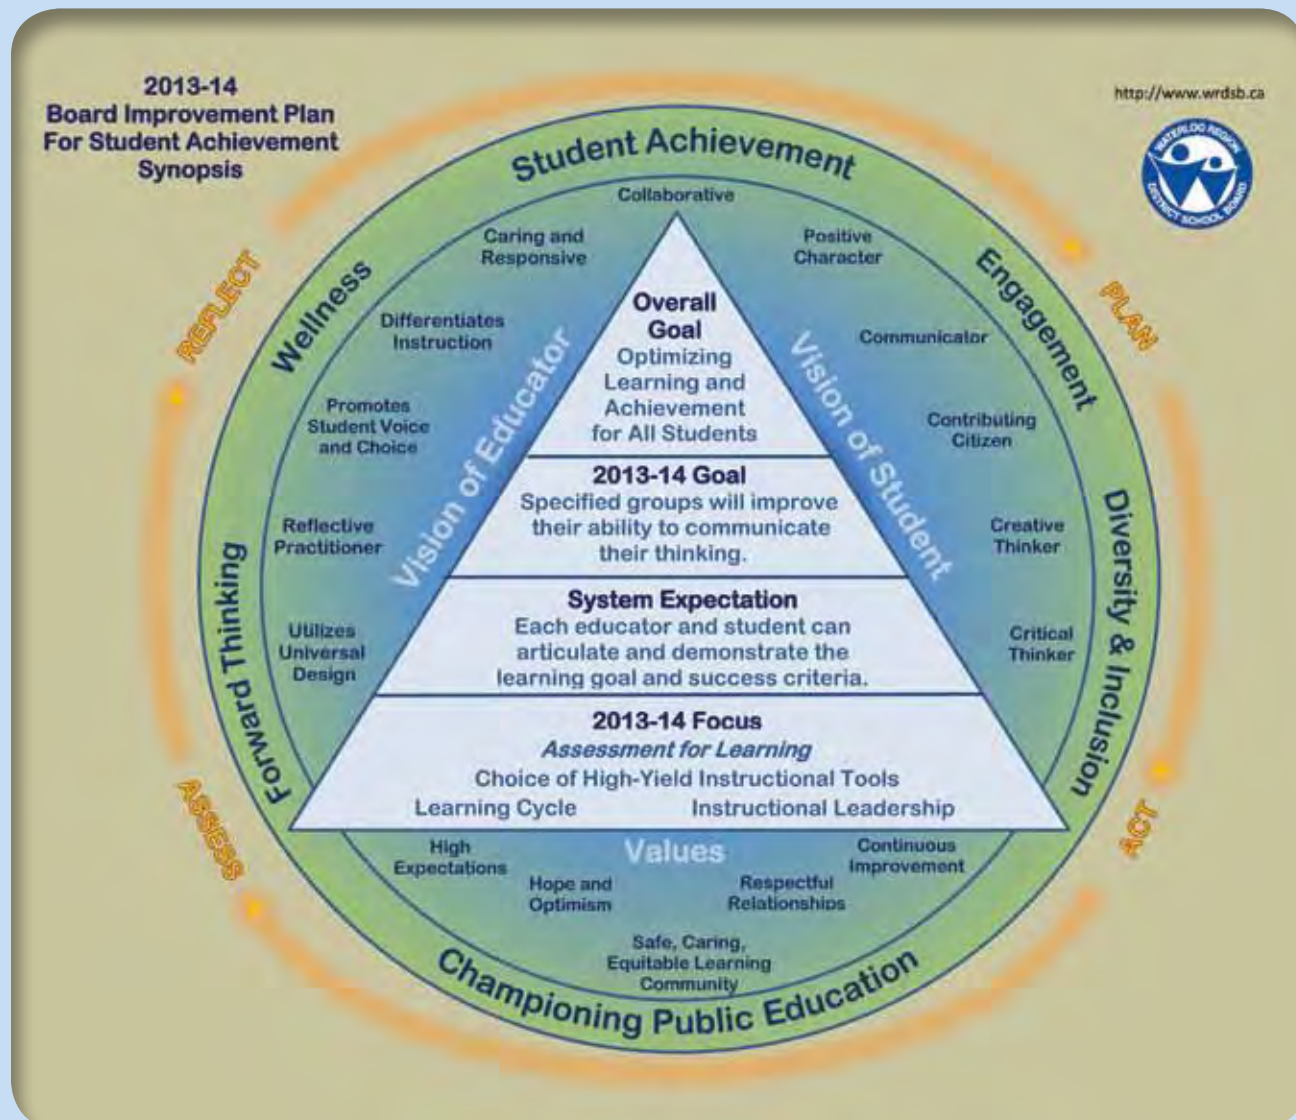 2013-14
Board Improvement Plan
For Student Achievement
Synopsis
http://www.wrdsb.ca
WATERLOO REGION
DISTRICT SCHOOL BOARD
REFLECT
PLAN
ACT
ASSESS
Student Achievement
Engagement
Diversity & Inclusion
Championing Public Education
Forward Thinking
Wellness
Collaborative
Caring and
Responsive
Differentiates
Instruction
Promotes
Student Voice
and Choice
Reflective
Practitioner
Utilizes
Universal
Design
Vision of Educator
Positive
Character
Communicator
Contributing
Citizen
Creative
Thinker
Critical
Thinker
Vision of Student
Overall
Goal
Optimizing
Learning and
Achievement
for All Students
2013-14 Goal
Specified groups will improve
their ability to communicate
their thinking.
System Expectation
Each educator and student can
articulate and demonstrate the
learning goal and success criteria.
2013-14 Focus
Assessment for Learning
Choice of High-Yield Instructional Tools
Learning Cycle Instructional Leadership
Values
High
Expectations
Hope and
Optimism
Safe, Caring,
Equitable Learning
Community
Respectful
Relationships
Continuous
Improvement